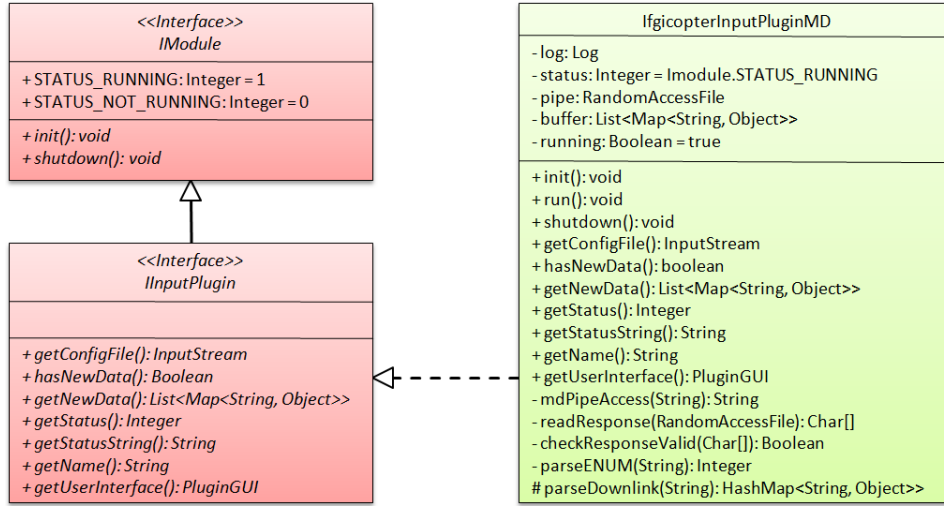 <<Interface>>
IModule
+ STATUS_RUNNING: Integer = 1
+ STATUS_NOT_RUNNING: Integer = 0
+ init(): void
+ shutdown(): void
<<Interface>>
IInputPlugin
+ getConfigFile(): InputStream
+ hasNewData(): Boolean
+ getNewData(): List<Map<String, Object>>
+ getStatus(): Integer
+ getStatusString(): String
+ getName(): String
+ getUserInterface(): PluginGUI
IfgicopterInputPluginMD
- log: Log
- status: Integer = Imodule.STATUS_RUNNING
- pipe: RandomAccessFile
- buffer: List<Map<String, Object>>
- running: Boolean = true
+ init(): void
+ run(): void
+ shutdown(): void
+ getConfigFile(): InputStream
+ hasNewData(): boolean
+ getNewData(): List<Map<String, Object>>
+ getStatus(): Integer
+ getStatusString(): String
+ getName(): String
+ getUserInterface(): PluginGUI
- mdPipeAccess(String): String
- readResponse(RandomAccessFile): Char[]
- checkResponseValid(Char[]): Boolean
- parseENUM(String): Integer
# parseDownlink(String): HashMap<String, Object>>